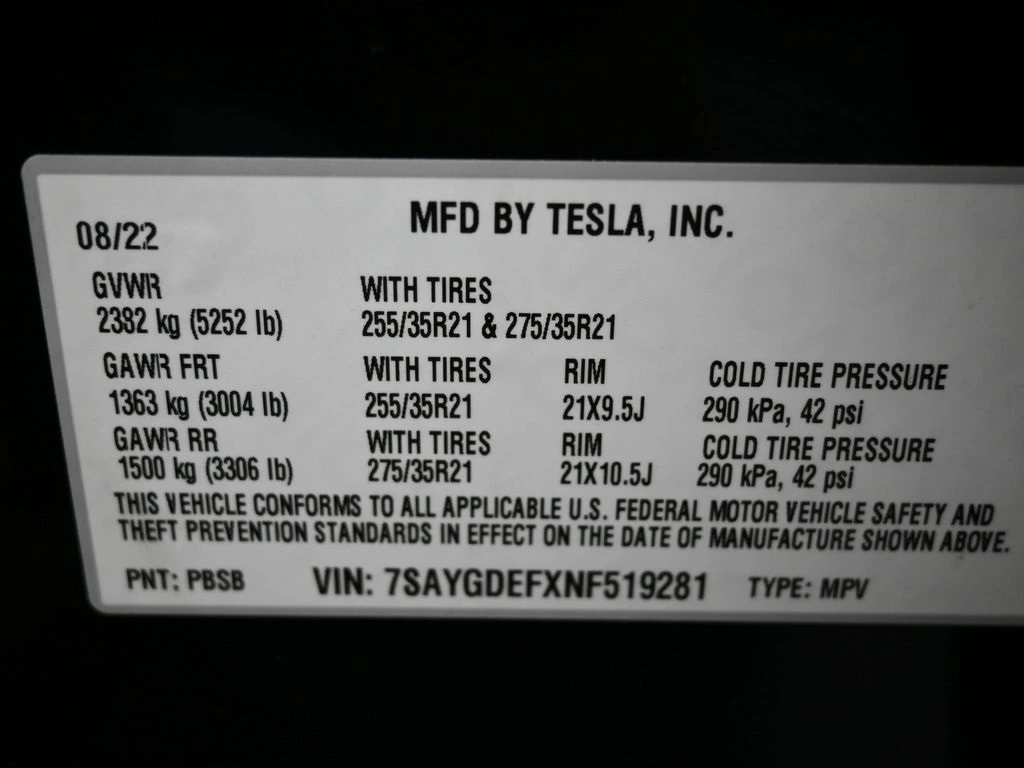 MFD BY TESLA, INC.
08/22
GVWR WITH TIRES
2382 kg (5252 lb) 255/35R21 & 275/35R21
GAWR FRT WITH TIRES RIM COLD TIRE PRESSURE
1363 kg (3004 lb) 255/35R21 21X9.5J 290 kPa, 42 psi
GAWR RR WITH TIRES RIM COLD TIRE PRESSURE
1500 kg (3306 lb) 275/35R21 21X10.5J 290 kPa, 42 psi
THIS VEHICLE CONFORMS TO ALL APPLICABLE U.S. FEDERAL MOTOR VEHICLE SAFETY AND
THEFT PREVENTION STANDARDS IN EFFECT ON THE DATE OF MANUFACTURE SHOWN ABOVE.
PNT: PBSB VIN: 7SAYGDEFXNF519281 TYPE: MPV